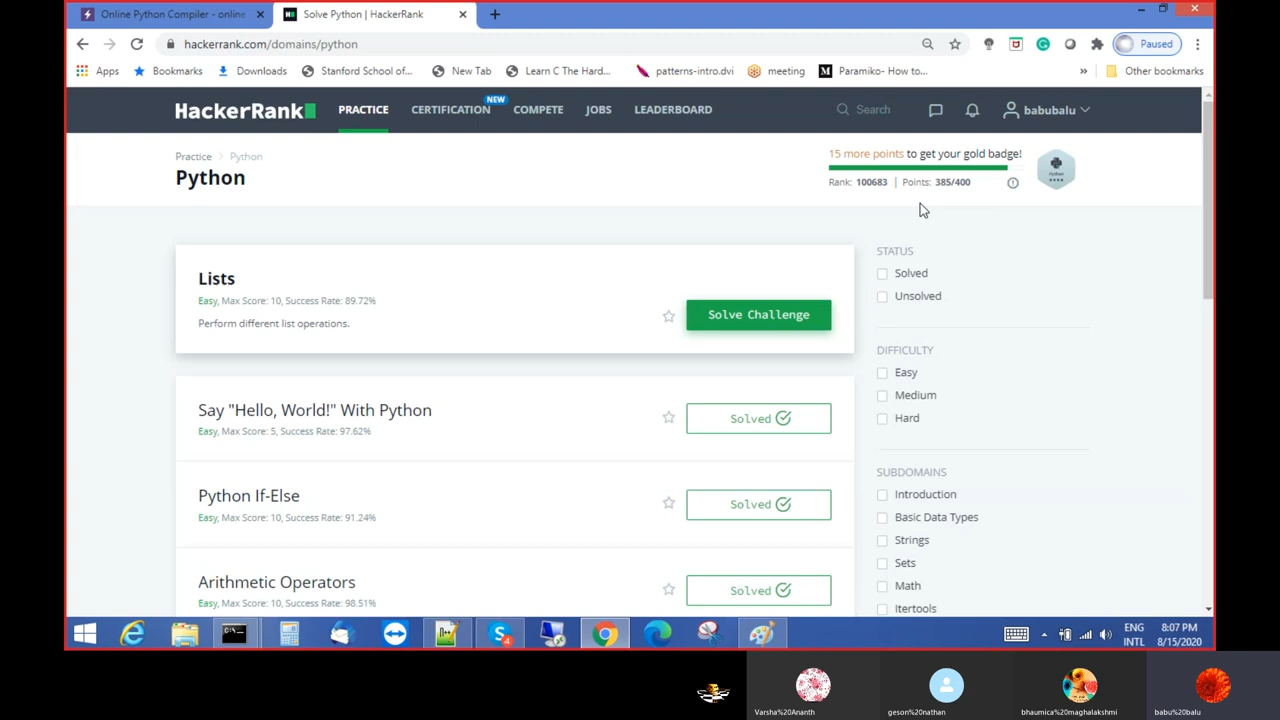 Online Python Compiler - online
Solve Python | HackerRank
hackerrank.com/domains/python
Paused
Apps
Bookmarks
Downloads
Stanford School of...
New Tab
Learn C The Hard...
patterns-intro.dvi
meeting
Paramiko- How to...
»
Other bookmarks
HackerRank
PRACTICE
CERTIFICATION
NEW
COMPETE
JOBS
LEADERBOARD
Search
babubalu
Practice > Python
Python
15 more points to get your gold badge!
Rank: 100683 | Points: 385/400
Python
Lists
Easy, Max Score: 10, Success Rate: 89.72%
Perform different list operations.
Solve Challenge
Say "Hello, World!" With Python
Easy, Max Score: 5, Success Rate: 97.62%
Solved
Python If-Else
Easy, Max Score: 10, Success Rate: 91.24%
Solved
Arithmetic Operators
Easy, Max Score: 10, Success Rate: 98.51%
Solved
STATUS
Solved
Unsolved
DIFFICULTY
Easy
Medium
Hard
SUBDOMAINS
Introduction
Basic Data Types
Strings
Sets
Math
Itertools
4
ENG
INTL
8:07 PM
8/15/2020
Varsha%20Ananth
geson%20nathan
bhaumica%20maghalakshmi
babu%20balu